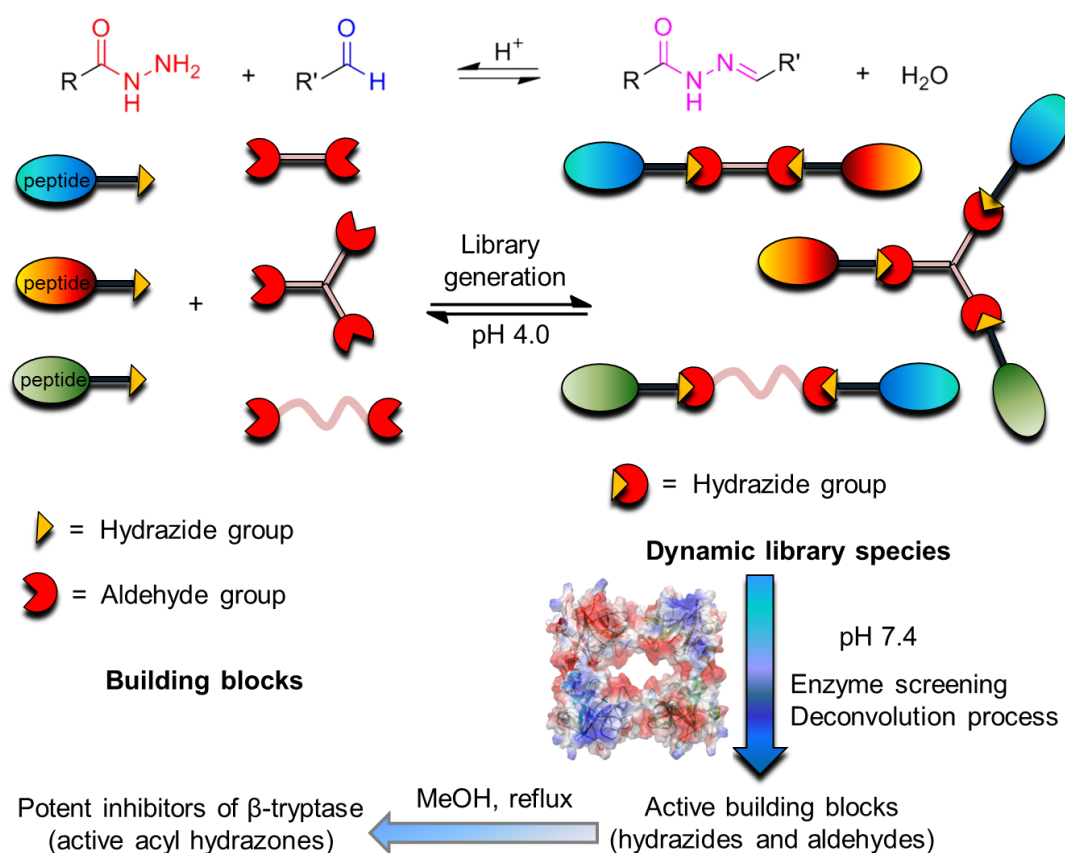 O
R
N
H
NH2
+
O
R'
H
H+
O
R
N
H
N
R'
+ H2O
peptide
peptide
peptide
+
Library
generation
pH 4.0
= Hydrazide group
= Aldehyde group
Building blocks
= Hydrazide group
Dynamic library species
pH 7.4
Enzyme screening
Deconvolution process
Active building blocks
(hydrazides and aldehydes)
MeOH, reflux
Potent inhibitors of β-tryptase
(active acyl hydrazones)